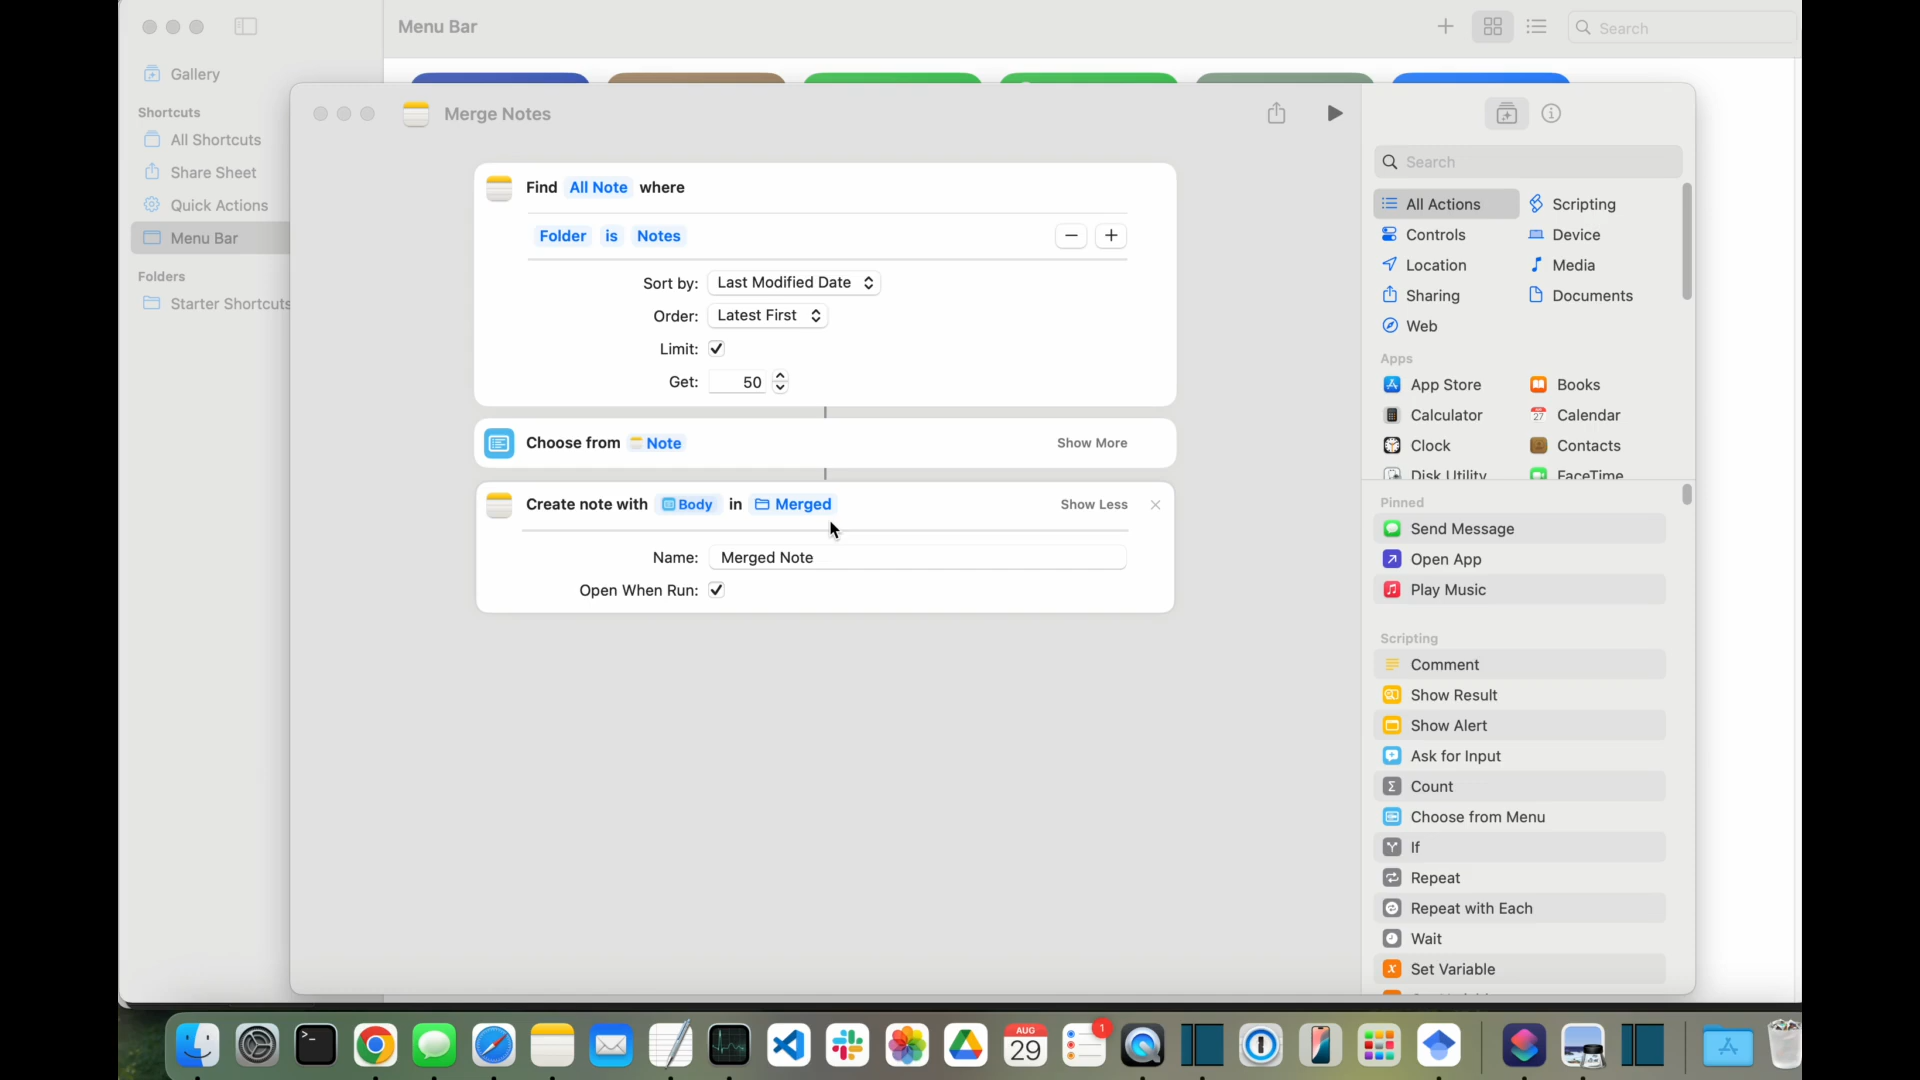 Menu Bar
Search
Gallery
Shortcuts
All Shortcuts
Share Sheet
Quick Actions
Menu Bar
Folders
Starter Shortcuts
Merge Notes
Find All Note where
Folder is Notes
Sort by: Last Modified Date
Order: Latest First
Limit:
Get: 50
Choose from Note
Show More
Create note with Body in Merged
Show Less
Name: Merged Note
Open When Run:
Search
All Actions
Scripting
Controls
Device
Location
Media
Sharing
Documents
Web
Apps
App Store
Books
Calculator
Calendar
Clock
Contacts
Disk Utility
FaceTime
Pinned
Send Message
Open App
Play Music
Scripting
Comment
Show Result
Show Alert
Ask for Input
Count
Choose from Menu
If
Repeat
Repeat with Each
Wait
Set Variable
AUG
29
1